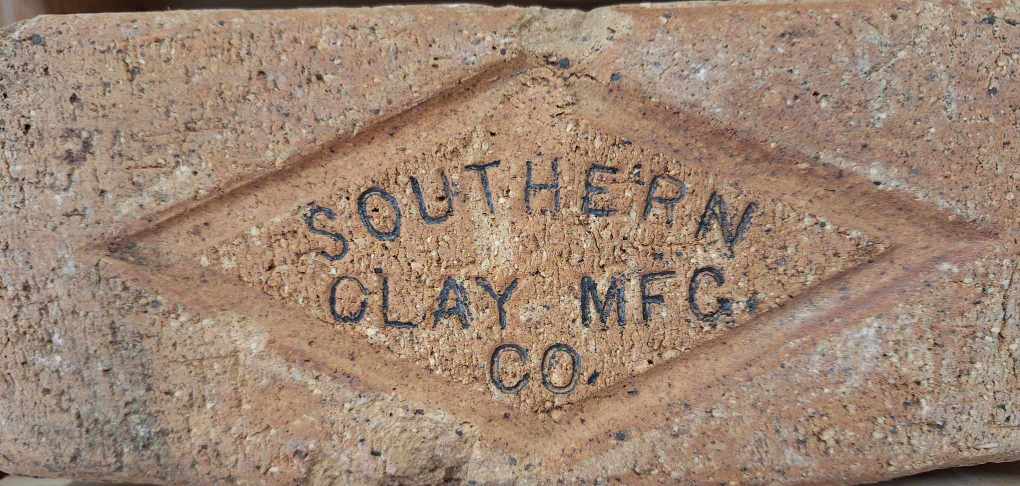 SOUTHERN
CLAY MFG.
CO.